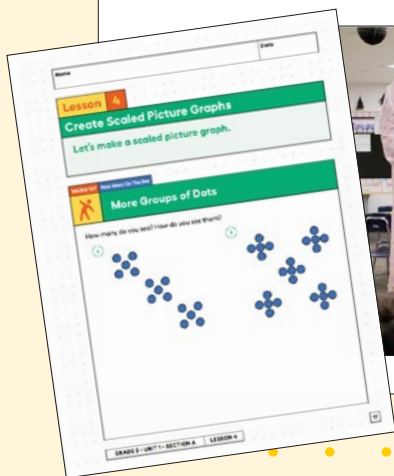 Name
Date
Lesson 4
Create Scaled Picture Graphs
Let's make a scaled picture graph.
More Groups of Dots
How many do you see? How do you see them?
GRADE 3 • UNIT 1 • SECTION A LESSON 4